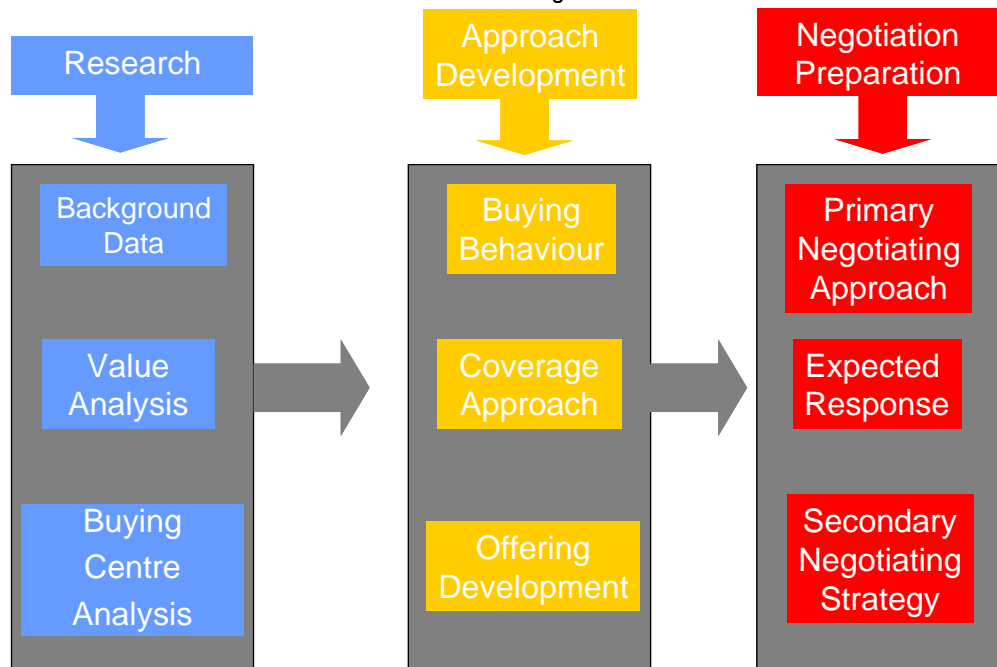 Research
Approach
Development
Negotiation
Preparation
Background
Data
Value
Analysis
Buying
Centre
Analysis
Buying
Behaviour
Coverage
Approach
Offering
Development
Primary
Negotiating
Approach
Expected
Response
Secondary
Negotiating
Strategy